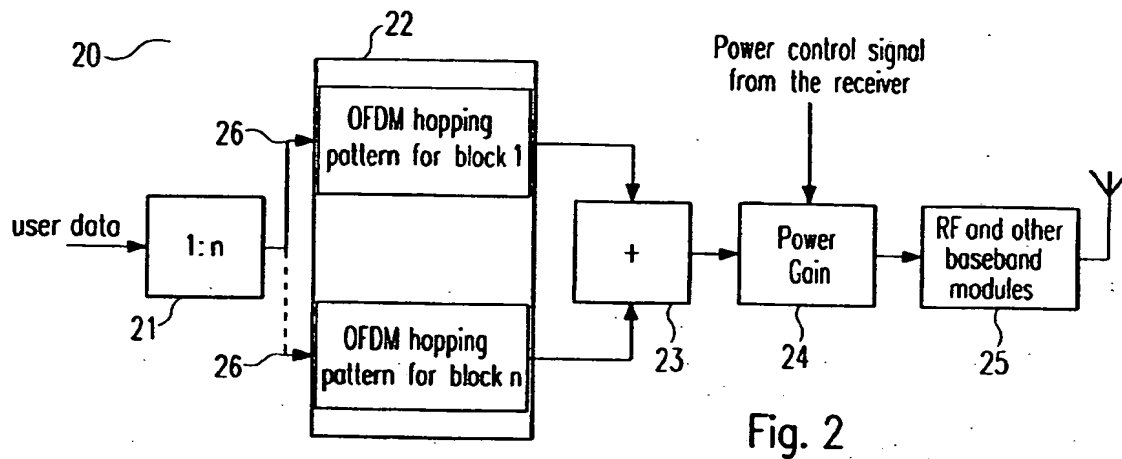 20
22
Power control signal
from the receiver
26
OFDM hopping
pattern for block 1
user data
1:n
+
Power
Gain
RF and other
baseband
modules
21
26
OFDM hopping
pattern for block n
23
24
25
Fig. 2